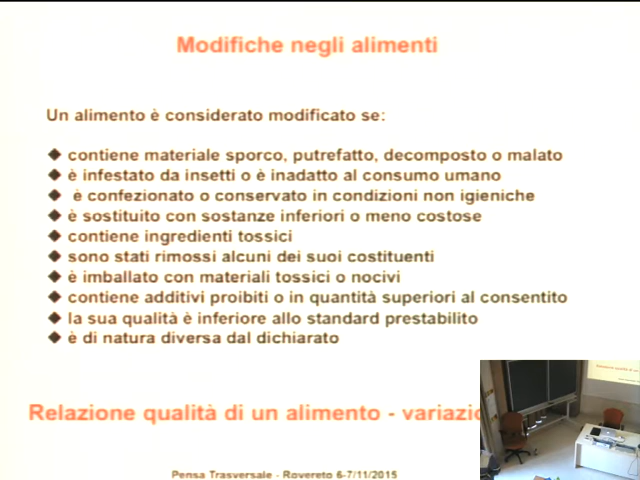 Modifiche negli alimenti
Un alimento è considerato modificato se:
◆ contiene materiale sporco, putrefatto, decomposto o malato
◆ è infestato da insetti o è inadatto al consumo umano
◆ è confezionato o conservato in condizioni non igieniche
◆ è sostituito con sostanze inferiori o meno costose
◆ contiene ingredienti tossici
◆ sono stati rimossi alcuni dei suoi costituenti
◆ è imballato con materiali tossici o nocivi
◆ contiene additivi proibiti o in quantità superiori al consentito
◆ la sua qualità è inferiore allo standard prestabilito
◆ è di natura diversa dal dichiarato
Relazione qualità di un alimento -
Pensa Trasversale - Rovereto 6-7/11/2015